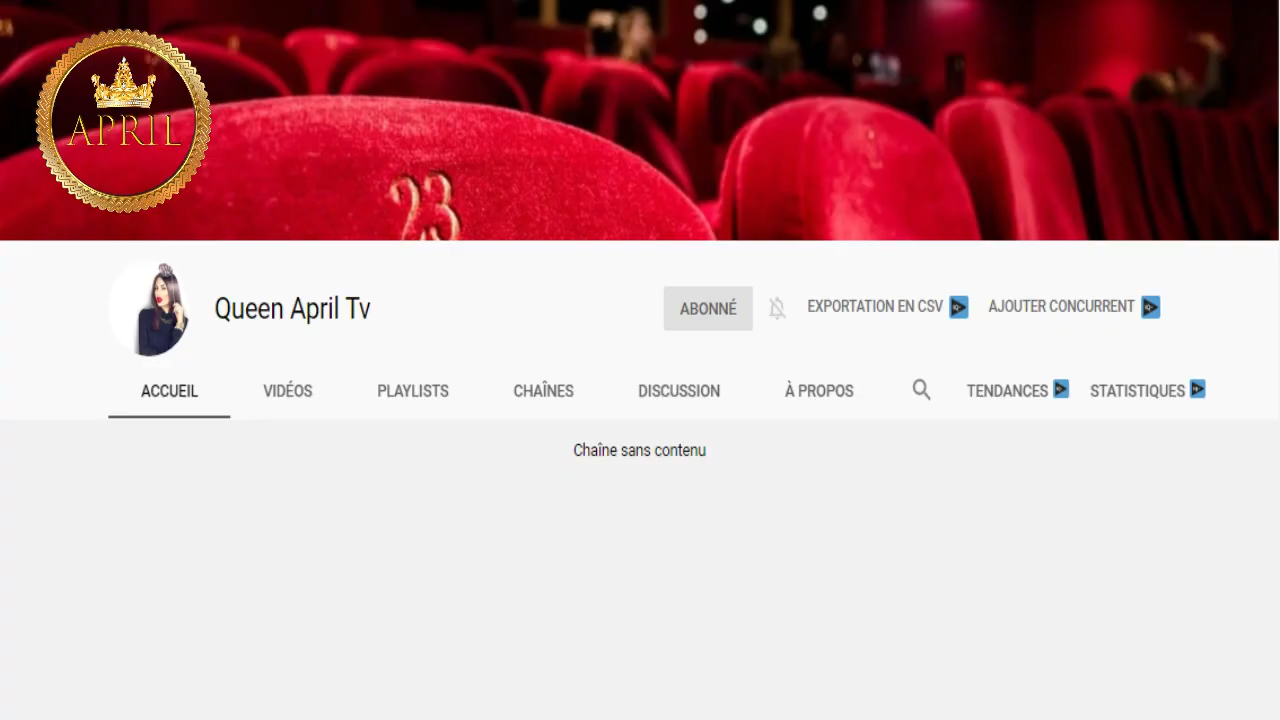 APRIL
23
Queen April Tv
ABONNÉ
EXPORTATION EN CSV
AJOUTER CONCURRENT
ACCUEIL
VIDÉOS
PLAYLISTS
CHAÎNES
DISCUSSION
À PROPOS
TENDANCES
STATISTIQUES
Chaîne sans contenu